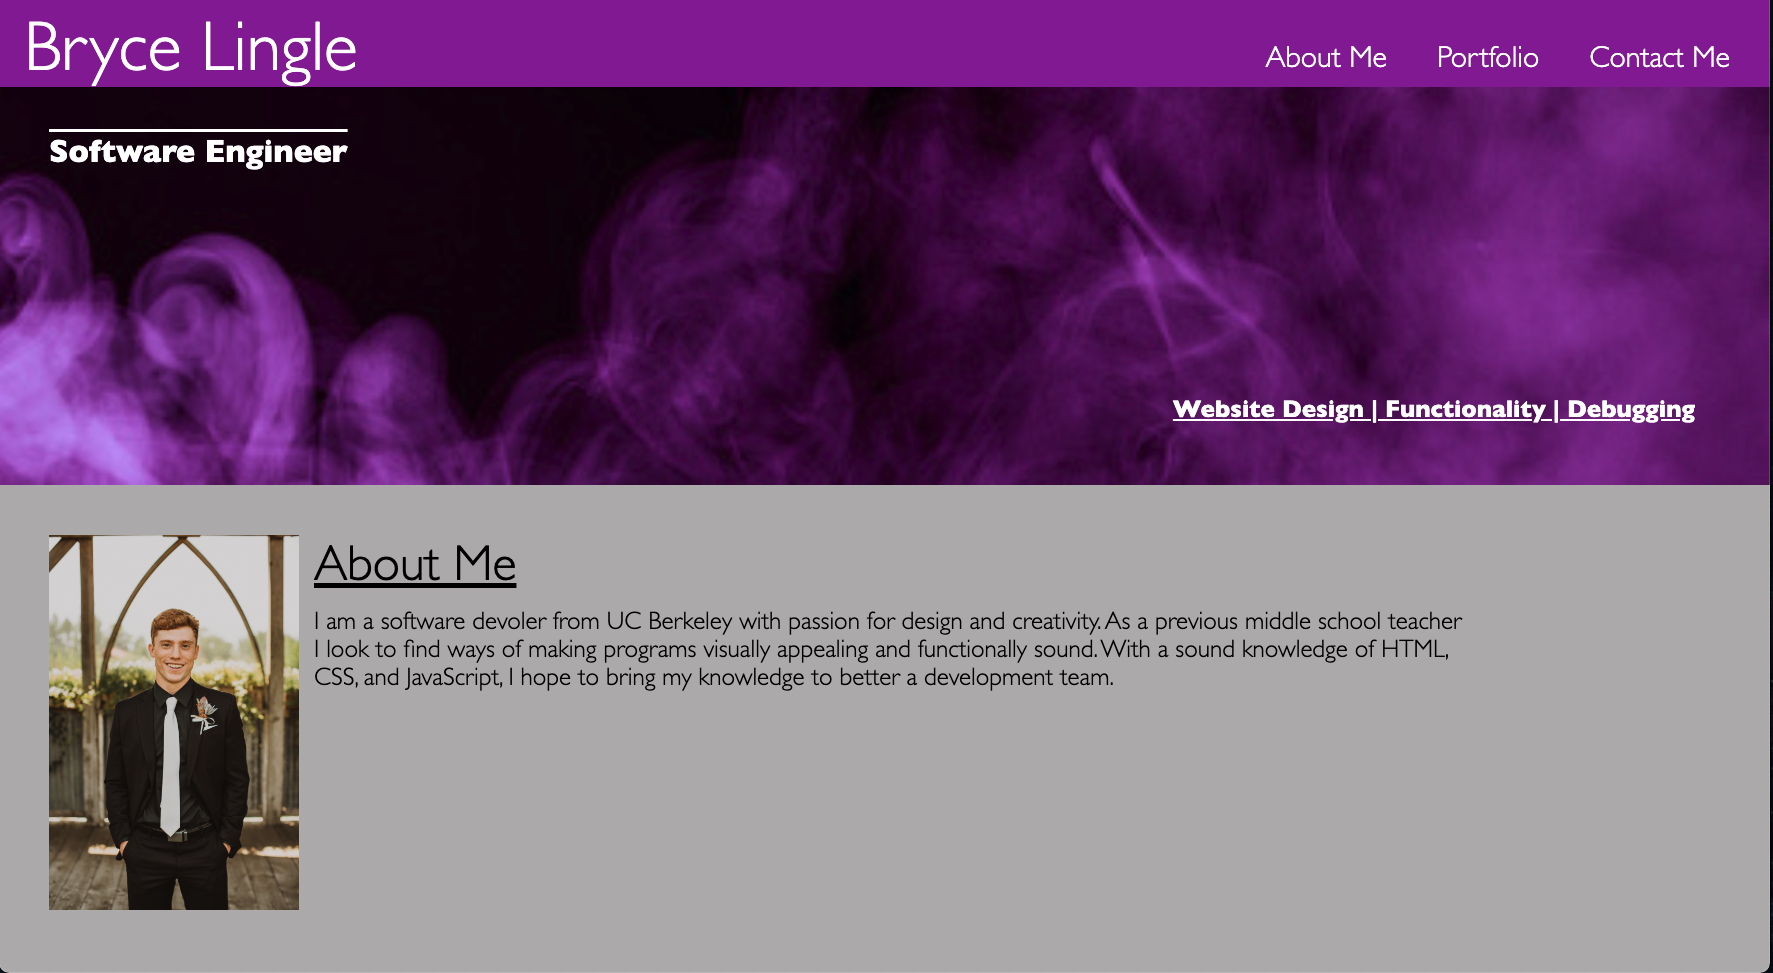 Bryce Lingle
About Me Portfolio Contact Me
Software Engineer
Website Design | Functionality | Debugging
About Me
I am a software devoler from UC Berkeley with passion for design and creativity. As a previous middle school teacher
I look to find ways of making programs visually appealing and functionally sound. With a sound knowledge of HTML,
CSS, and JavaScript, I hope to bring my knowledge to better a development team.